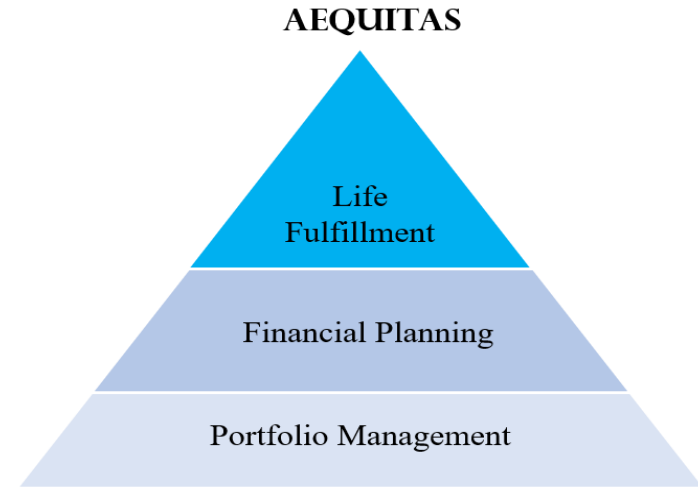 AEQUITAS
Life
Fulfillment
Financial Planning
Portfolio Management